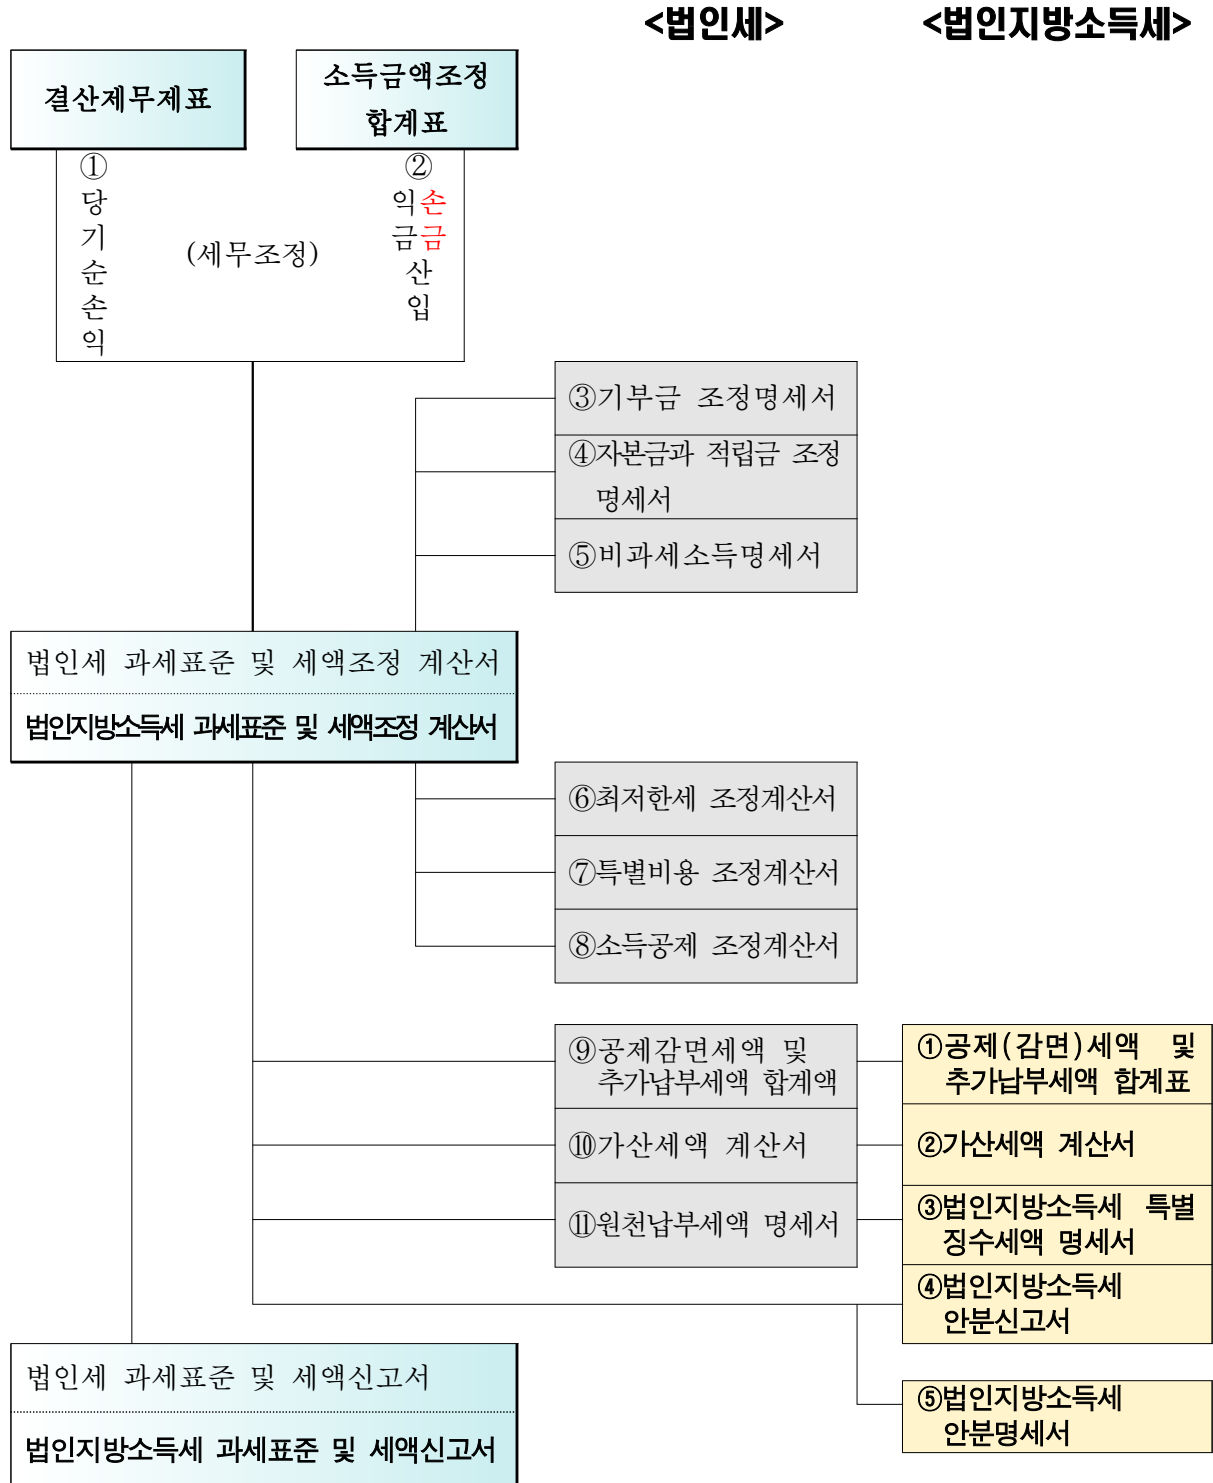 <법인세>
<법인지방소득세>
결산제무제표
소득금액조정
합계표
①
당
기
순
손
익
(세무조정)
②
익손
금금
산
입
③기부금 조정명세서
④자본금과 적립금 조정
명세서
⑤비과세소득명세서
법인세 과세표준 및 세액조정 계산서
법인지방소득세 과세표준 및 세액조정 계산서
⑥최저한세 조정계산서
⑦특별비용 조정계산서
⑧소득공제 조정계산서
⑨공제감면세액 및
추가납부세액 합계액
①공제(감면)세액 및
추가납부세액 합계표
⑩가산세액 계산서
②가산세액 계산서
⑪원천납부세액 명세서
③법인지방소득세 특별
징수세액 명세서
④법인지방소득세
안분신고서
법인세 과세표준 및 세액신고서
법인지방소득세 과세표준 및 세액신고서
⑤법인지방소득세
안분명세서